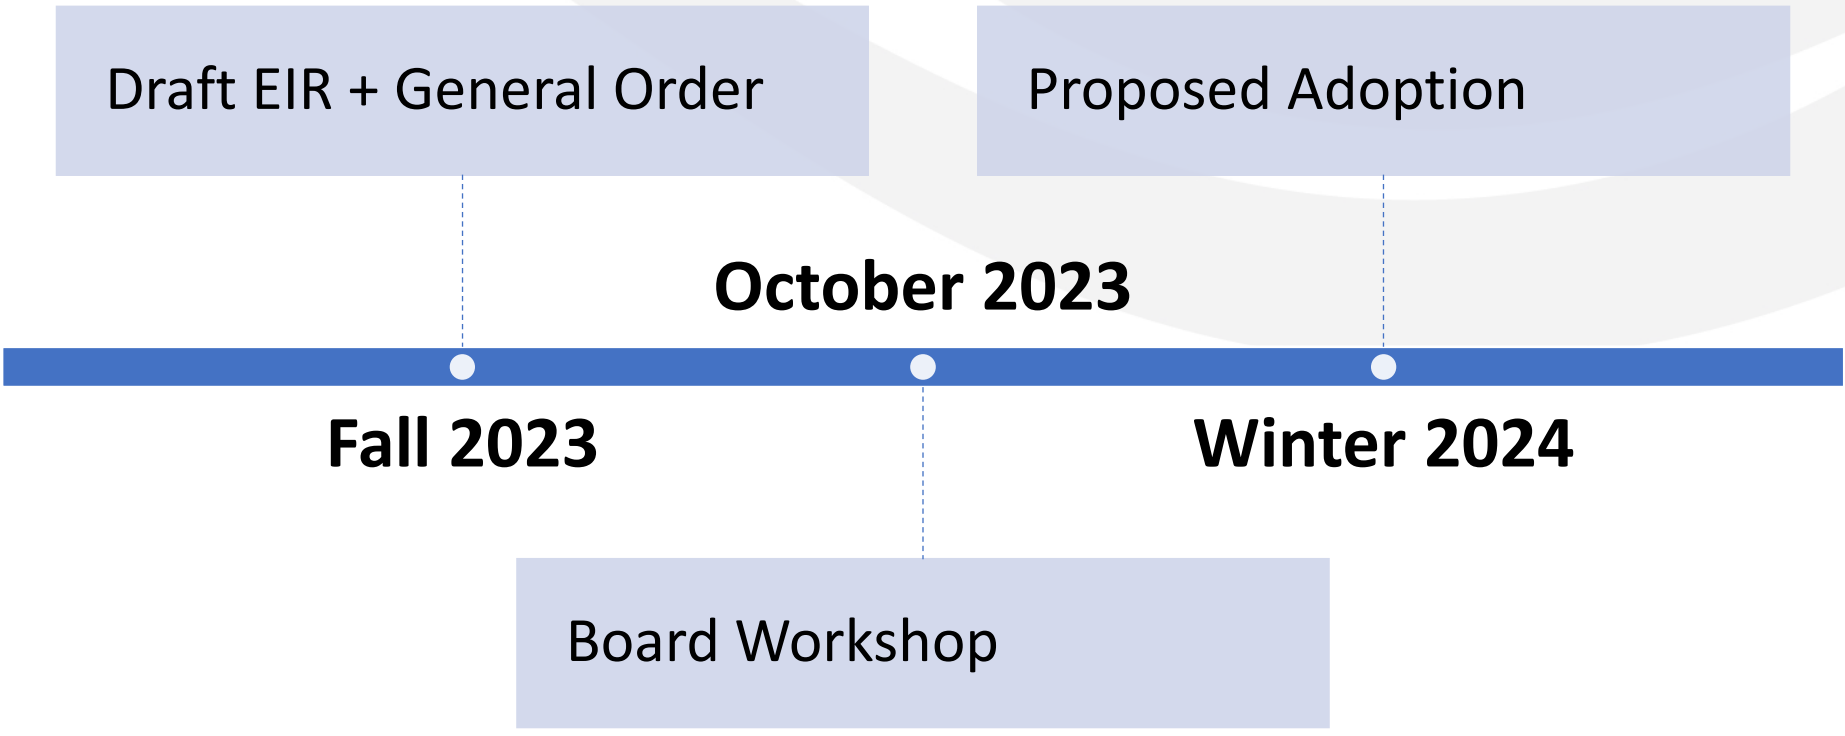 Draft EIR + General Order
Proposed Adoption
October 2023
Fall 2023
Winter 2024
Board Workshop